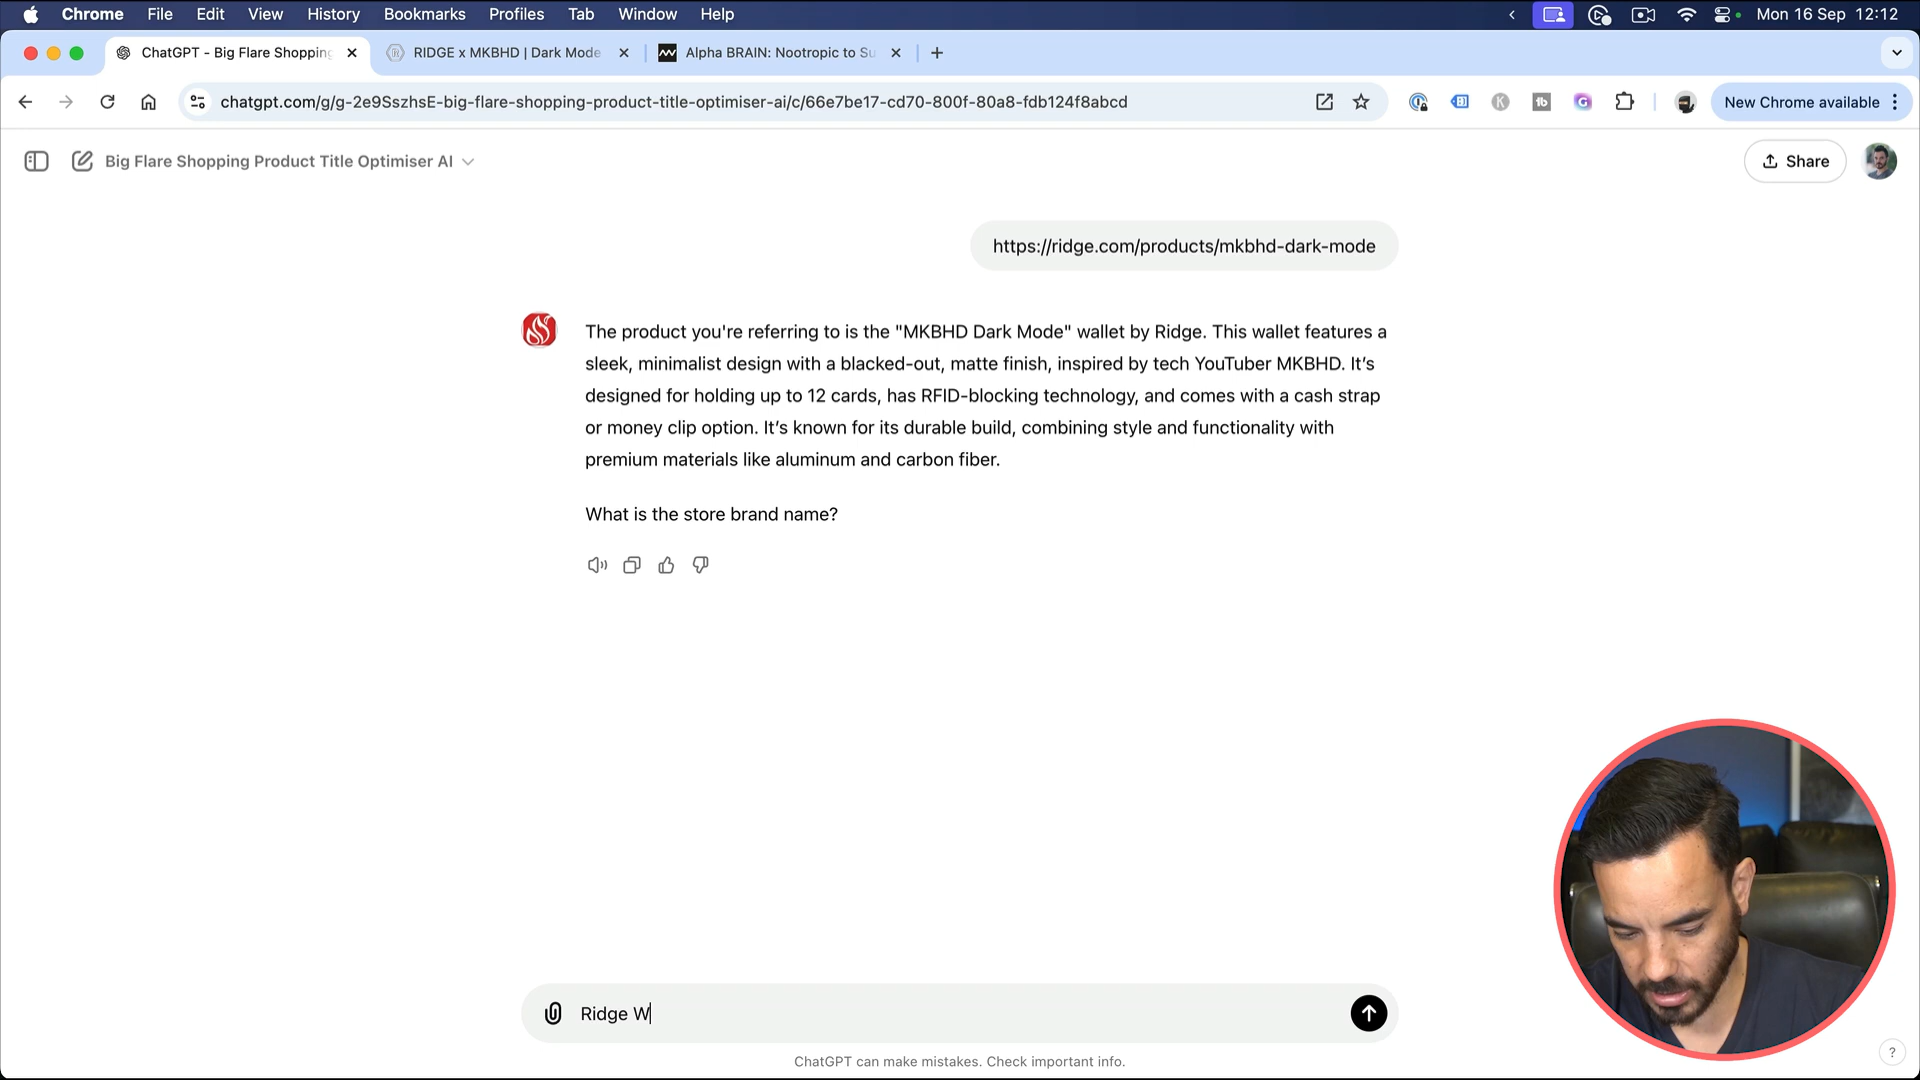 Chrome File Edit View History Bookmarks Profiles Tab Window Help Mon 16 Sep 12:12
ChatGPT - Big Flare Shopping RIDGE x MKBHD | Dark Mode Alpha BRAIN: Nootropic to Su
chatgpt.com/g/g-2e9SszhsE-big-flare-shopping-product-title-optimiser-ai/c/66e7be17-cd70-800f-80a8-fdb124f8abcd New Chrome available
Big Flare Shopping Product Title Optimiser AI Share
https://ridge.com/products/mkbhd-dark-mode
The product you're referring to is the "MKBHD Dark Mode" wallet by Ridge. This wallet features a
sleek, minimalist design with a blacked-out, matte finish, inspired by tech YouTuber MKBHD. It’s
designed for holding up to 12 cards, has RFID-blocking technology, and comes with a cash strap
or money clip option. It’s known for its durable build, combining style and functionality with
premium materials like aluminum and carbon fiber.
What is the store brand name?
Ridge W
ChatGPT can make mistakes. Check important info.
?